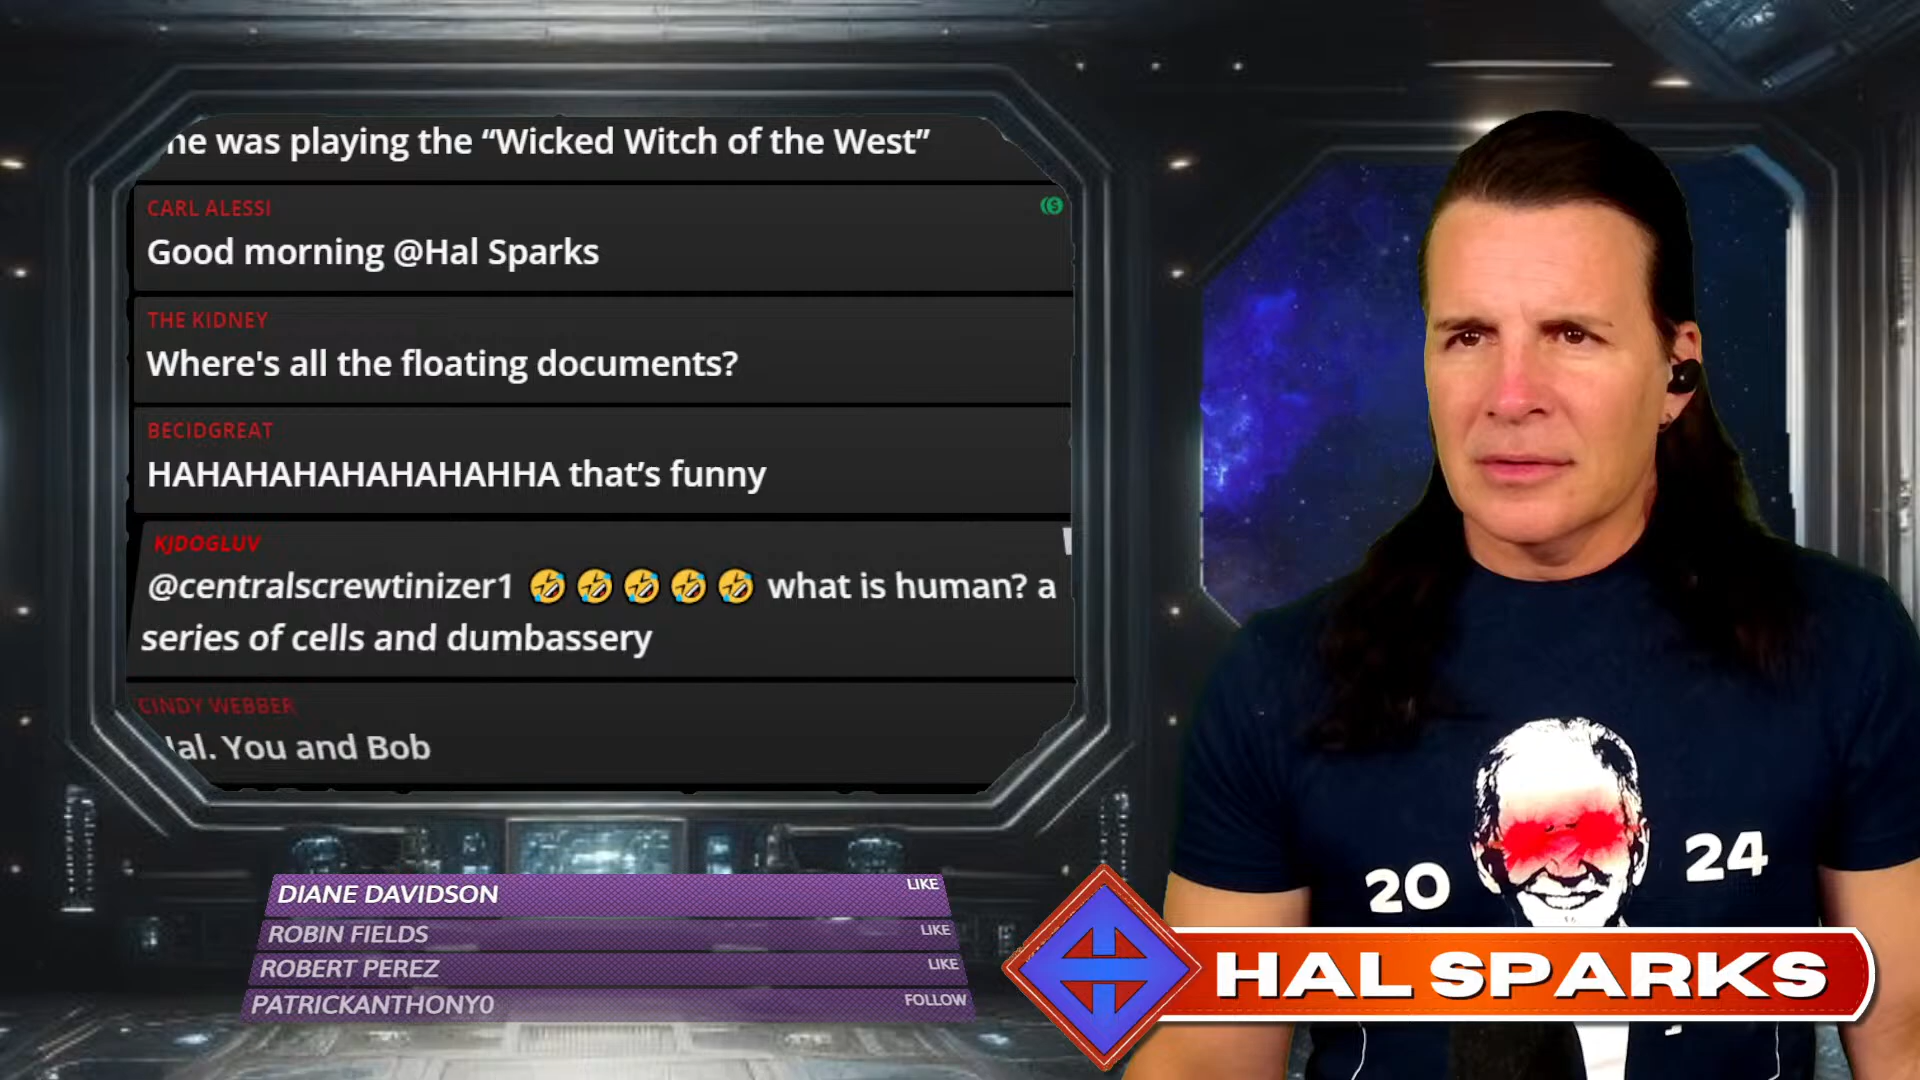 he was playing the “Wicked Witch of the West”
CARL ALESSI
Good morning @Hal Sparks
THE KIDNEY
Where's all the floating documents?
BECIDGREAT
HAHAHAHAHAHAHAHHA that’s funny
KJDOGLUV
@centralscrewtinizer1 🤣🤣🤣🤣🤣 what is human? a
series of cells and dumbassery
CINDY WEBBER
Hal. You and Bob
DIANE DAVIDSON LIKE
ROBIN FIELDS LIKE
ROBERT PEREZ LIKE
PATRICKANTHONY0 FOLLOW
20 24
HAL SPARKS